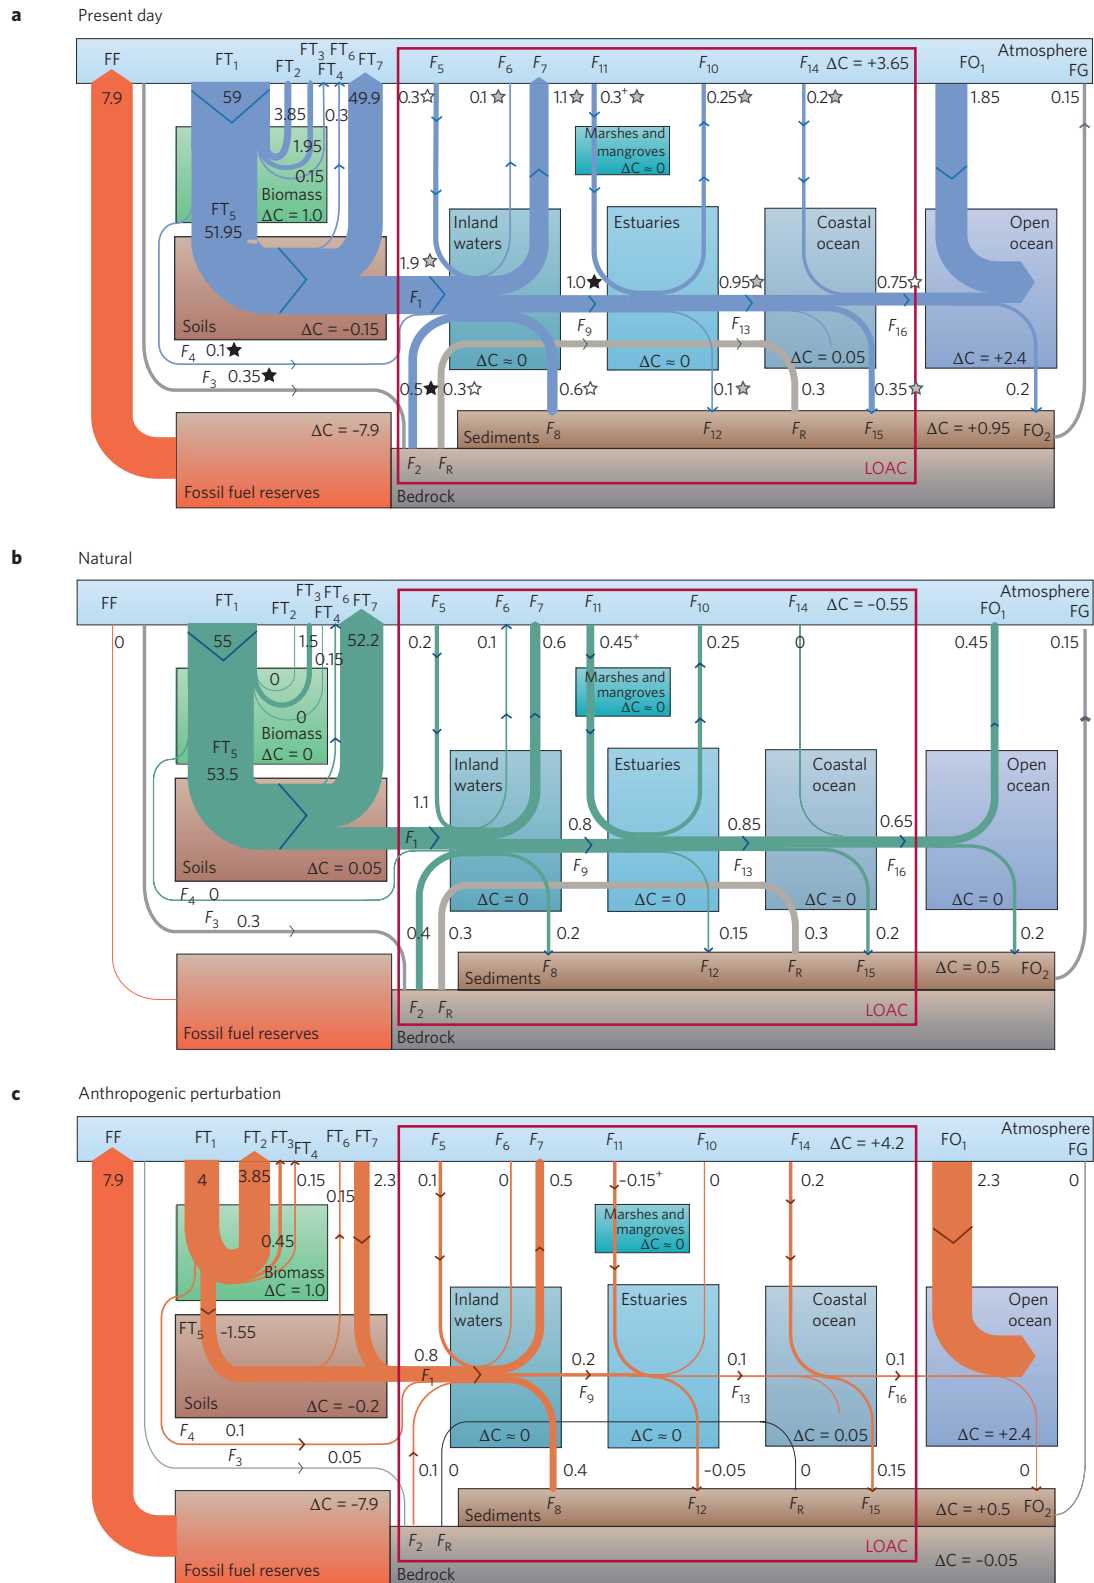 a Present day
FF FT1 FT2 FT3 FT4 FT6 FT7 F5 F6 F7 F11 F10 F14 ΔC = +3.65 FO1 Atmosphere FG
7.9 59 3.85 0.3 49.9 0.3☆ 0.1★ 1.1★ 0.3+★ 0.25★ 0.2★ 1.85 0.15
1.95
0.15
Biomass
ΔC = 1.0
Marshes and
mangroves
ΔC ≈ 0
FT5
51.95
Inland
waters
Estuaries
Coastal
ocean
Open
ocean
1.9★ F1 1.0★ F9 0.95★ F13 0.75☆ F16
Soils ΔC = –0.15
F4 0.1★
F3 0.35★
ΔC ≈ 0 ΔC ≈ 0 ΔC = 0.05 ΔC = +2.4
0.5★ 0.3☆ 0.6☆ 0.1★ 0.3 0.35★ 0.2
ΔC = –7.9 Sediments F8 F12 FR F15 ΔC = +0.95 FO2
F2 FR LOAC
Fossil fuel reserves Bedrock
b Natural
FF FT1 FT2 FT3 FT4 FT6 FT7 F5 F6 F7 F11 F10 F14 ΔC = –0.55 FO1 Atmosphere FG
0 55 1.5 0.15 52.2 0.2 0.1 0.6 0.45+ 0.25 0 0.45 0.15
0
0
Biomass
ΔC = 0
Marshes and
mangroves
ΔC ≈ 0
FT5
53.5
Inland
waters
Estuaries
Coastal
ocean
Open
ocean
1.1 F1 0.8 F9 0.85 F13 0.65 F16
Soils ΔC = 0.05
F4 0
F3 0.3
ΔC = 0 ΔC = 0 ΔC = 0 ΔC = 0
0.4 0.3 0.2 0.15 0.3 0.2 0.2
Sediments F8 F12 FR F15 ΔC = 0.5 FO2
F2 FR LOAC
Fossil fuel reserves Bedrock
c Anthropogenic perturbation
FF FT1 FT2 FT3 FT4 FT6 FT7 F5 F6 F7 F11 F10 F14 ΔC = +4.2 FO1 Atmosphere FG
7.9 4 3.85 0.15 0.15 2.3 0.1 0 0.5 –0.15+ 0 0.2 2.3 0
0.45
Biomass
ΔC = 1.0
Marshes and
mangroves
ΔC ≈ 0
FT5 –1.55
Inland
waters
Estuaries
Coastal
ocean
Open
ocean
0.8 F1 0.2 F9 0.1 F13 0.1 F16
Soils ΔC = –0.2
F4 0.1
F3 0.05
ΔC ≈ 0 ΔC ≈ 0 ΔC = 0.05 ΔC = +2.4
0.1 0 0.4 –0.05 0 0.15 0
ΔC = –7.9 Sediments F8 F12 FR F15 ΔC = +0.5 FO2
F2 FR LOAC
Fossil fuel reserves Bedrock ΔC = –0.05